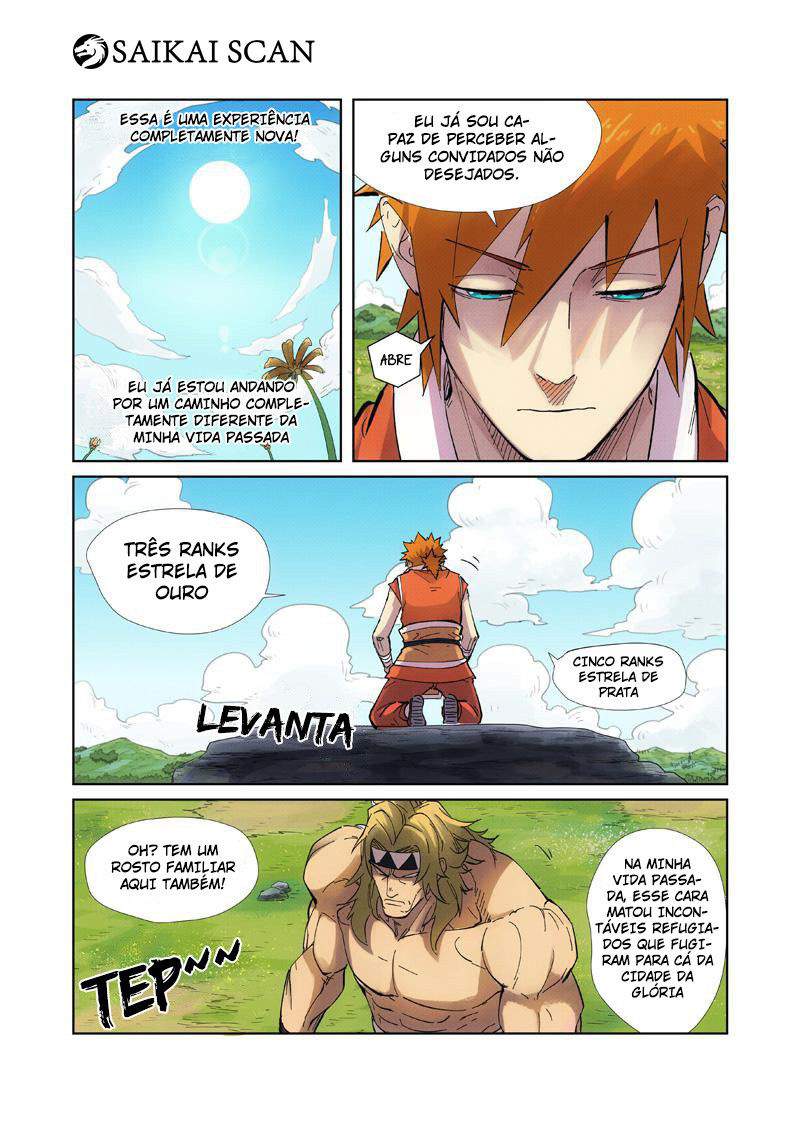 SAIKAI SCAN
ESSA É UMA EXPERIÊNCIA
COMPLETAMENTE NOVA!
EU JÁ ESTOU ANDANDO
POR UM CAMINHO COMPLE-
TAMENTE DIFERENTE DA
MINHA VIDA PASSADA
EU JÁ SOU CA-
PAZ DE PERCEBER AL-
GUNS CONVIDADOS NÃO
DESEJADOS.
ABRE
TRÊS RANKS
ESTRELA DE
OURO
CINCO RANKS
ESTRELA DE
PRATA
LEVANTA
OH? TEM UM
ROSTO FAMILIAR
AQUI TAMBÉM!
NA MINHA
VIDA PASSA-
DA, ESSE CARA
MATOU INCON-
TÁVEIS REFUGIA-
DOS QUE FUGI-
RAM PARA CÁ DA
CIDADE DA
GLÓRIA
TEP~~